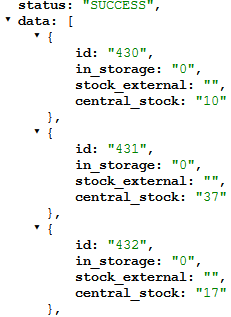 status: "SUCCESS",
data: [
{
id: "430",
in_storage: "0",
stock_external: "",
central_stock: "10"
},
{
id: "431",
in_storage: "0",
stock_external: "",
central_stock: "37"
},
{
id: "432",
in_storage: "0",
stock_external: "",
central_stock: "17"
},